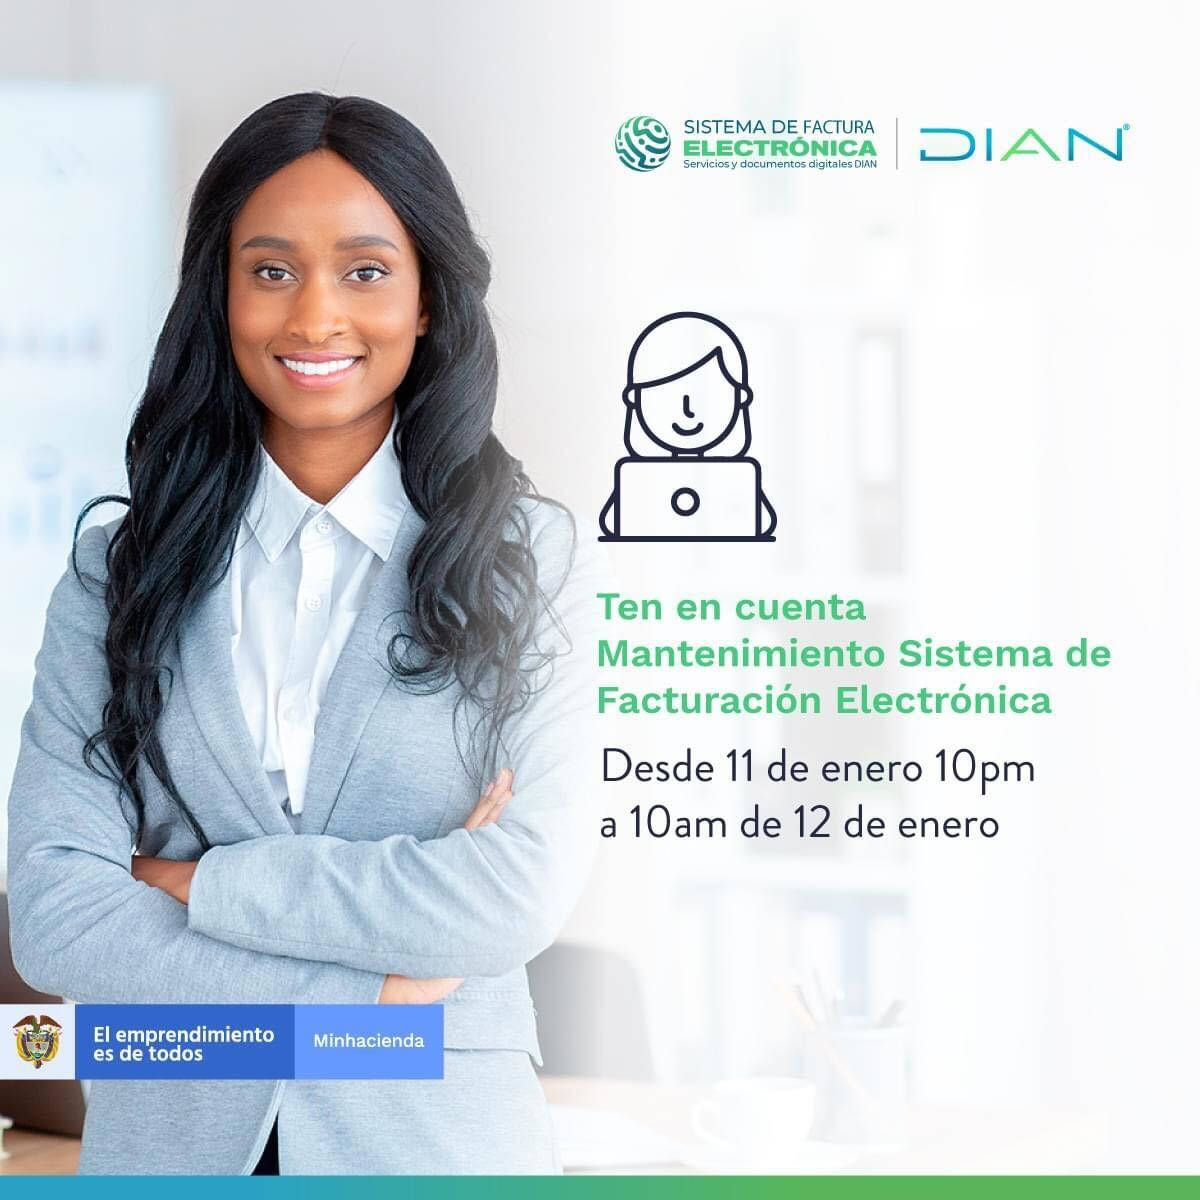 SISTEMA DE FACTURA
ELECTRÓNICA
Servicios y documentos digitales DIAN
DIAN®
Ten en cuenta
Mantenimiento Sistema de
Facturación Electrónica
Desde 11 de enero 10pm
a 10am de 12 de enero
El emprendimiento
es de todos
Minhacienda